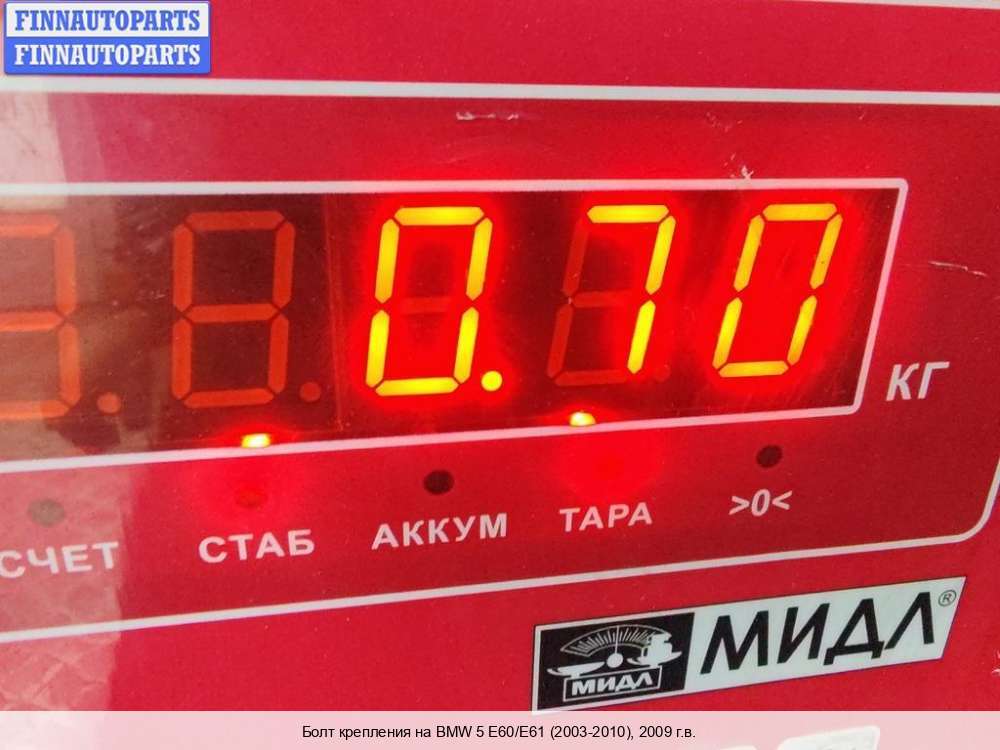 FINNAUTOPARTS
FINNAUTOPARTS
0.70
КГ
СЧЕТ СТАБ АККУМ ТАРА >0<
МИДЛ МИДЛ®
Болт крепления на BMW 5 E60/E61 (2003-2010), 2009 г.в.